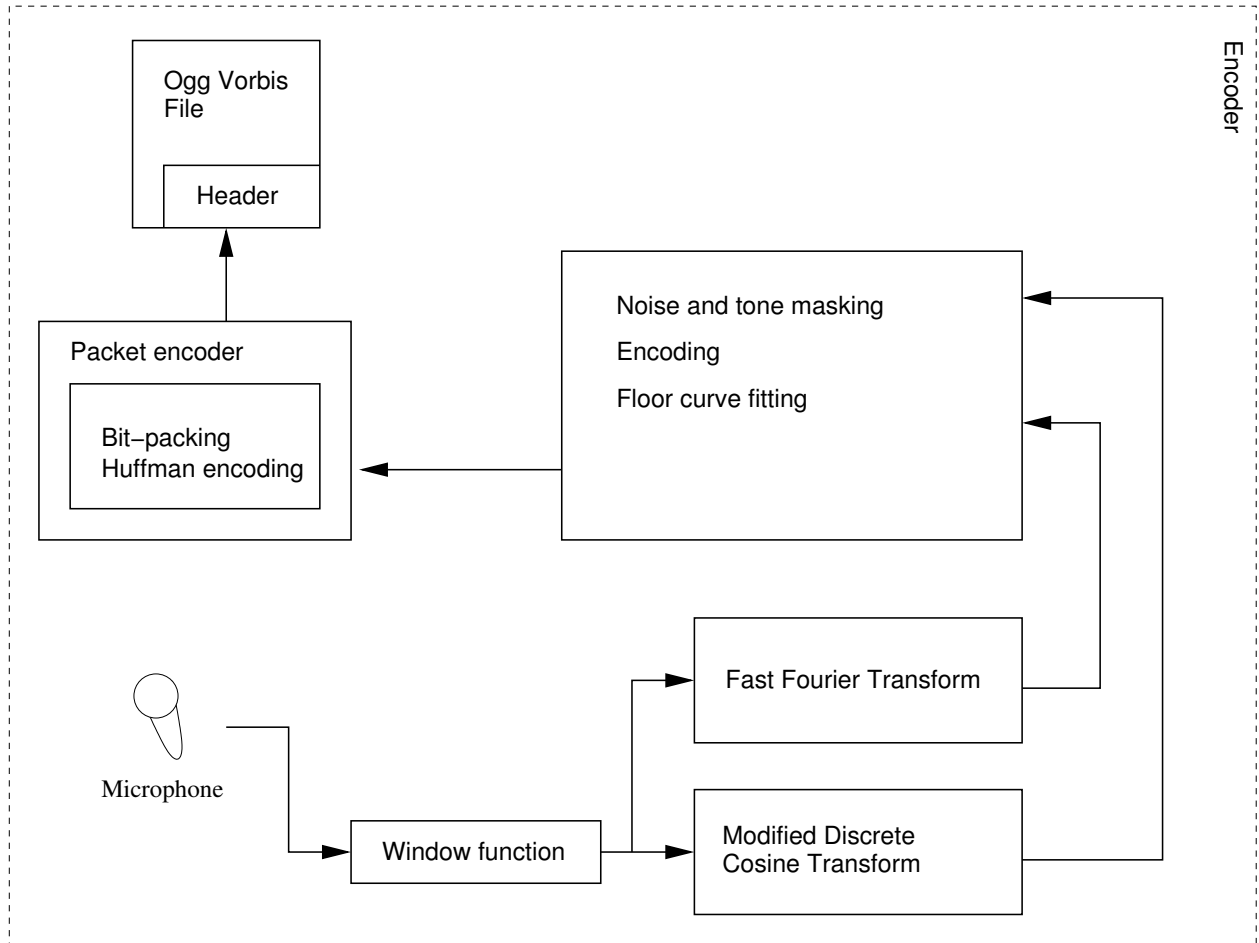 Encoder
Ogg Vorbis
File
Header
Noise and tone masking
Encoding
Floor curve fitting
Packet encoder
Bit−packing
Huffman encoding
Fast Fourier Transform
Microphone
Window function
Modified Discrete
Cosine Transform